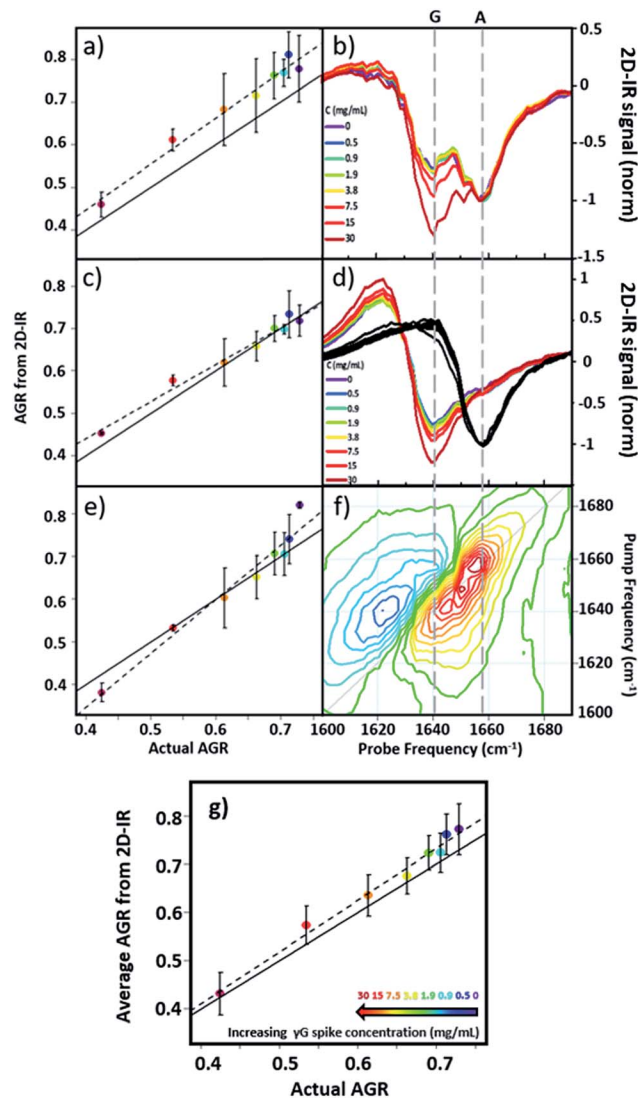 G A
a)
0.8
0.7
0.6
0.5
0.4
b)
C (mg/mL)
0
0.5
0.9
1.9
3.8
7.5
15
30
0.5
0
-0.5
-1
-1.5
2D-IR signal (norm)
c)
0.8
0.7
0.6
0.5
0.4
AGR from 2D-IR
d)
C (mg/mL)
0
0.5
0.9
1.9
3.8
7.5
15
30
1
0.5
0
-0.5
-1
2D-IR signal (norm)
e)
0.8
0.7
0.6
0.5
0.4
0.4 0.5 0.6 0.7
Actual AGR
f)
1680
1660
1640
1620
1600
Pump Frequency (cm-1)
1600 1620 1640 1660 1680
Probe Frequency (cm-1)
g)
0.8
0.7
0.6
0.5
0.4
Average AGR from 2D-IR
30 15 7.5 3.8 1.9 0.9 0.5 0
Increasing γG spike concentration (mg/mL)
0.4 0.5 0.6 0.7
Actual AGR